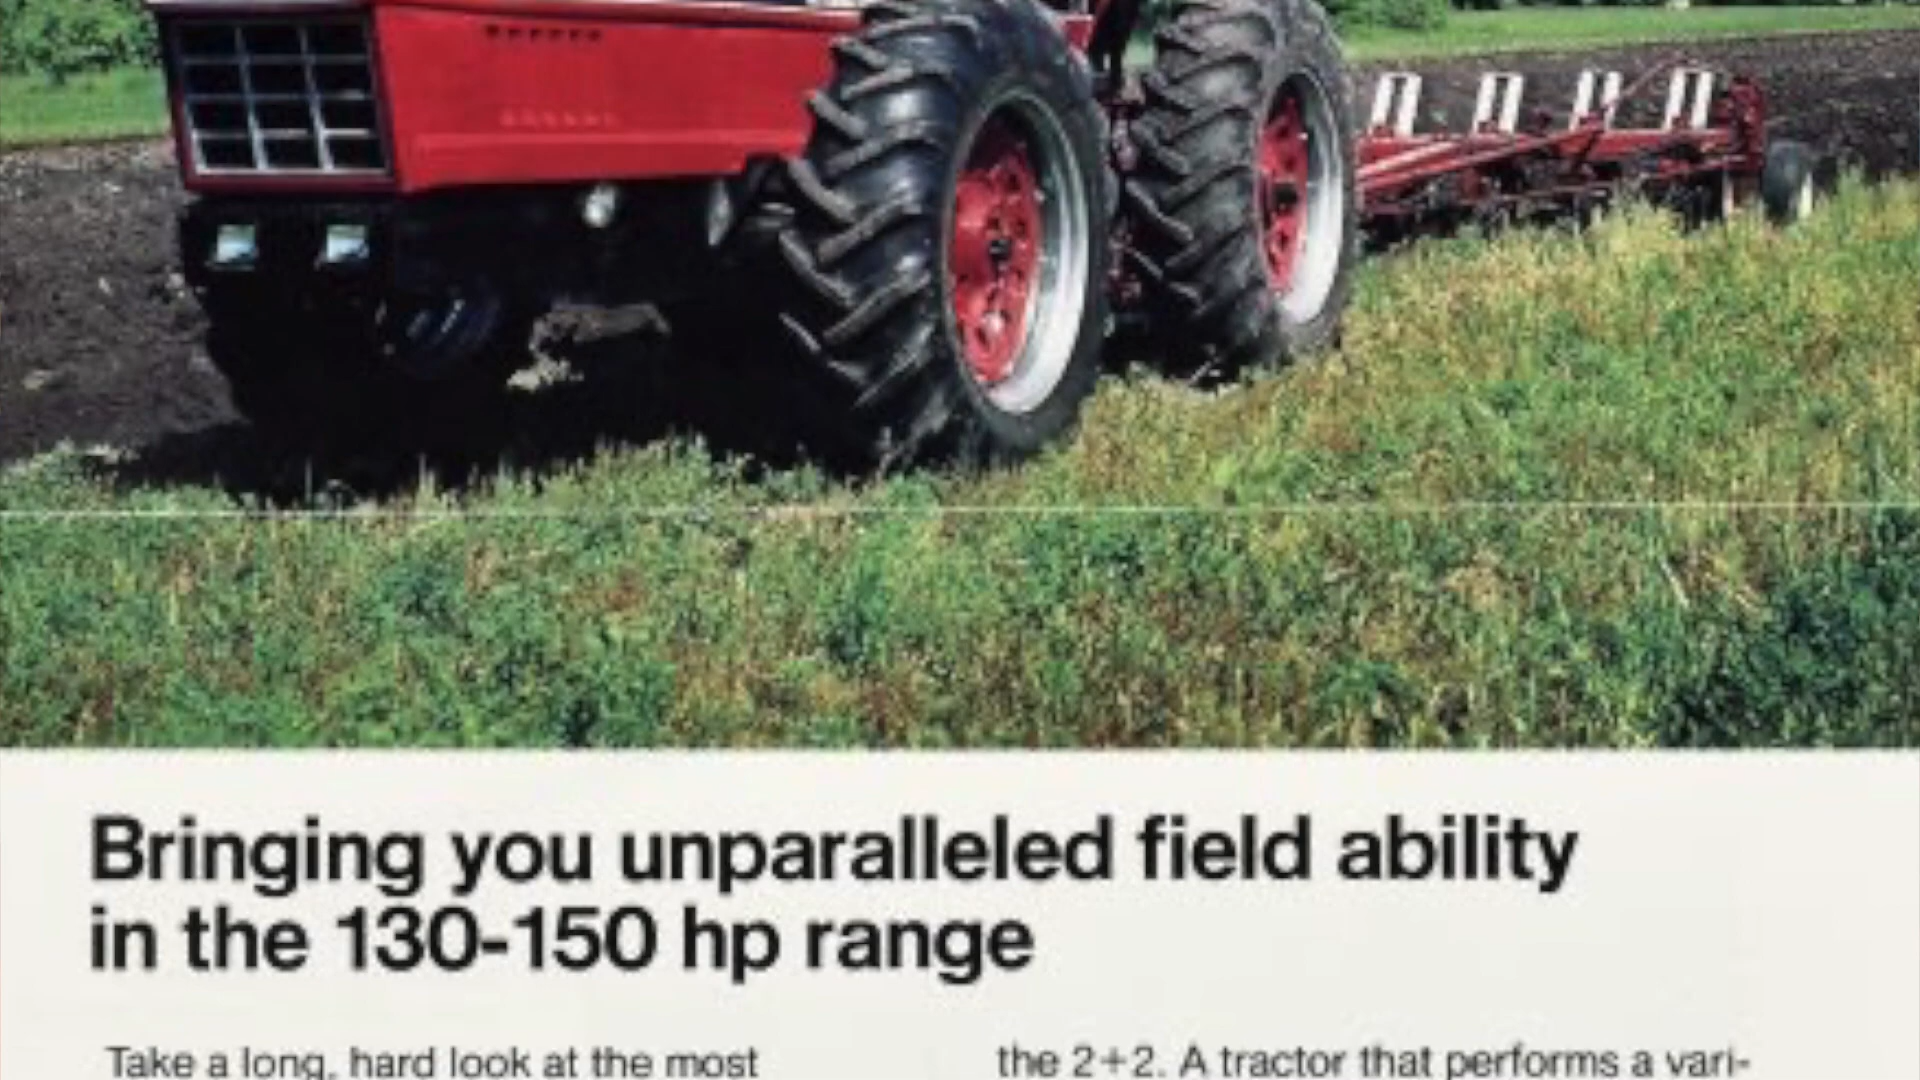 Bringing you unparalleled field ability
in the 130-150 hp range
Take a long, hard look at the most
the 2+2. A tractor that performs a vari-